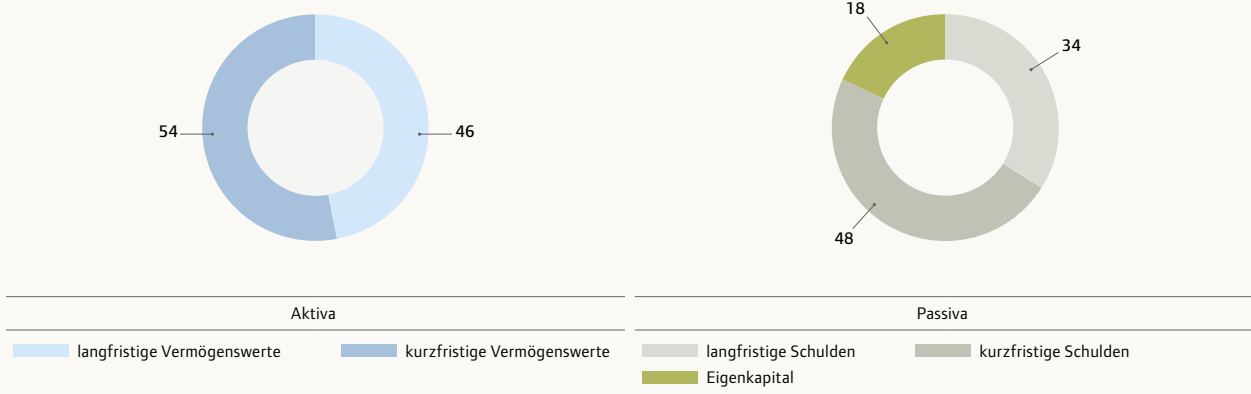 54
46
18
34
48
Aktiva
langfristige Vermögenswerte
kurzfristige Vermögenswerte
Passiva
langfristige Schulden
kurzfristige Schulden
Eigenkapital